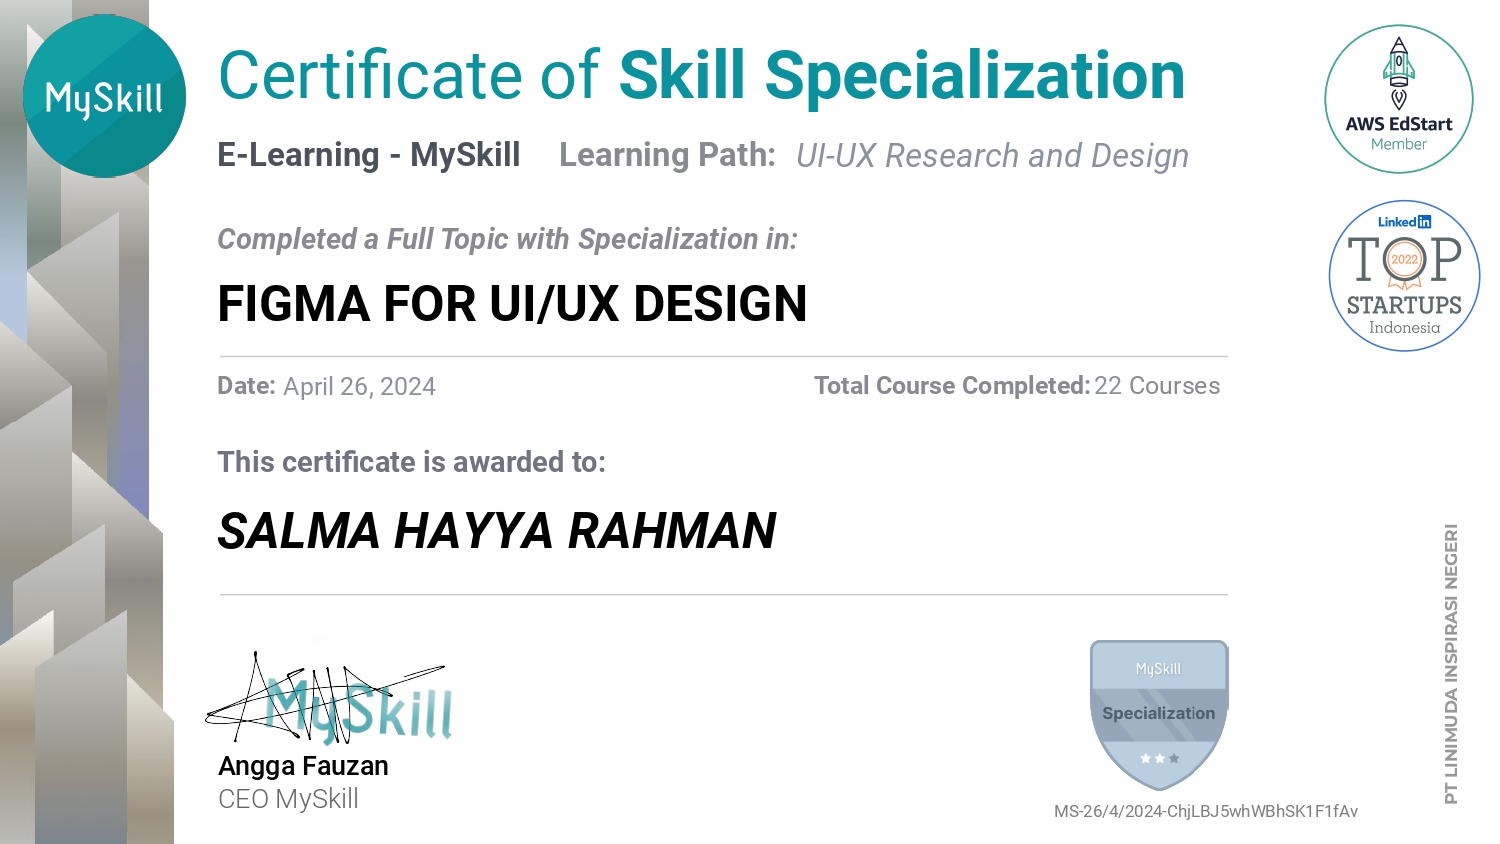 MySkill
Certificate of Skill Specialization
E-Learning - MySkill Learning Path: UI-UX Research and Design
Completed a Full Topic with Specialization in:
FIGMA FOR UI/UX DESIGN
Date: April 26, 2024 Total Course Completed: 22 Courses
This certificate is awarded to:
SALMA HAYYA RAHMAN
MySkill
Angga Fauzan
CEO MySkill
MySkill
Specialization
MS-26/4/2024-ChjLBJ5whWBhSK1F1fAv
AWS EdStart
Member
LinkedIn
TOP
2022
STARTUPS
Indonesia
PT LINIMUDA INSPIRASI NEGERI